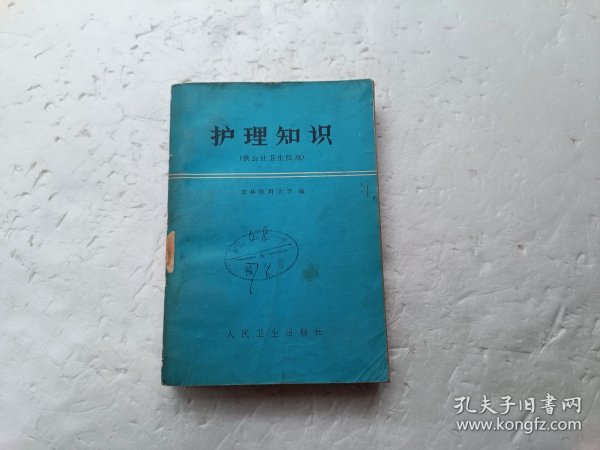 护理知识
(供公社卫生院用)
吉林医科大学 编
人民卫生出版社
孔夫子旧书网
www.kongfz.com